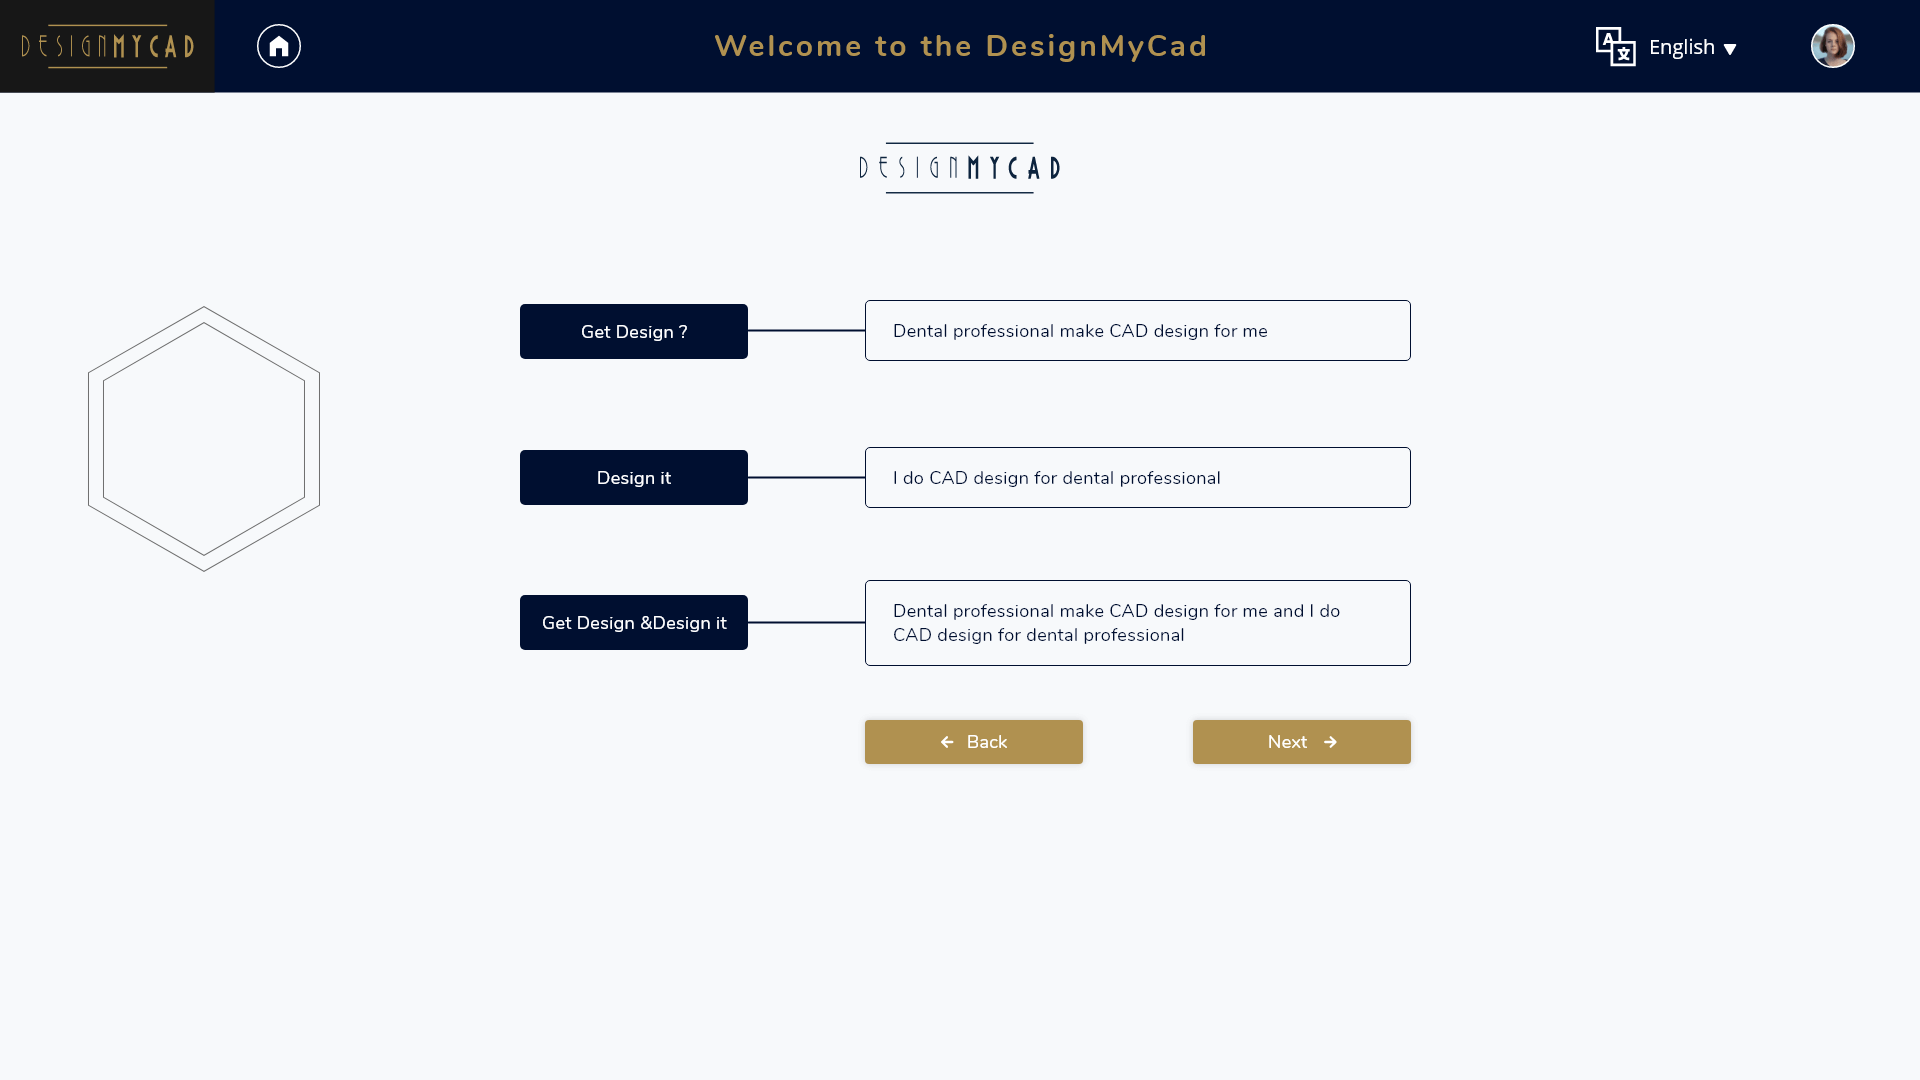 DESIGNMYCAD
Welcome to the DesignMyCad
A
English
DESIGNMYCAD
Get Design ?
Dental professional make CAD design for me
Design it
I do CAD design for dental professional
Get Design &Design it
Dental professional make CAD design for me and I do
CAD design for dental professional
Back
Next